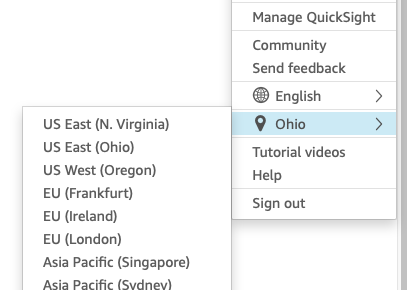 Manage QuickSight
Community
Send feedback
English
Ohio
Tutorial videos
Help
Sign out
US East (N. Virginia)
US East (Ohio)
US West (Oregon)
EU (Frankfurt)
EU (Ireland)
EU (London)
Asia Pacific (Singapore)
Asia Pacific (Sydney)